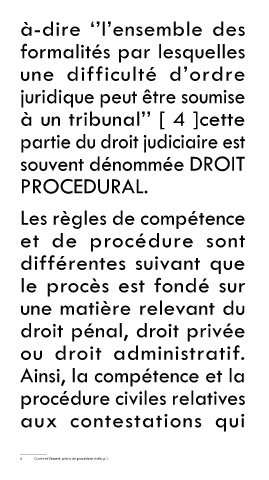 à-dire ‘’l’ensemble des
formalités par lesquelles
une difficulté d’ordre
juridique peut être soumise
à un tribunal’’ [ 4 ]cette
partie du droit judiciaire est
souvent dénommée DROIT
PROCEDURAL.
Les règles de compétence
et de procédure sont
différentes suivant que
le procès est fondé sur
une matière relevant du
droit pénal, droit privée
ou droit administratif.
Ainsi, la compétence et la
procédure civiles relatives
aux contestations qui